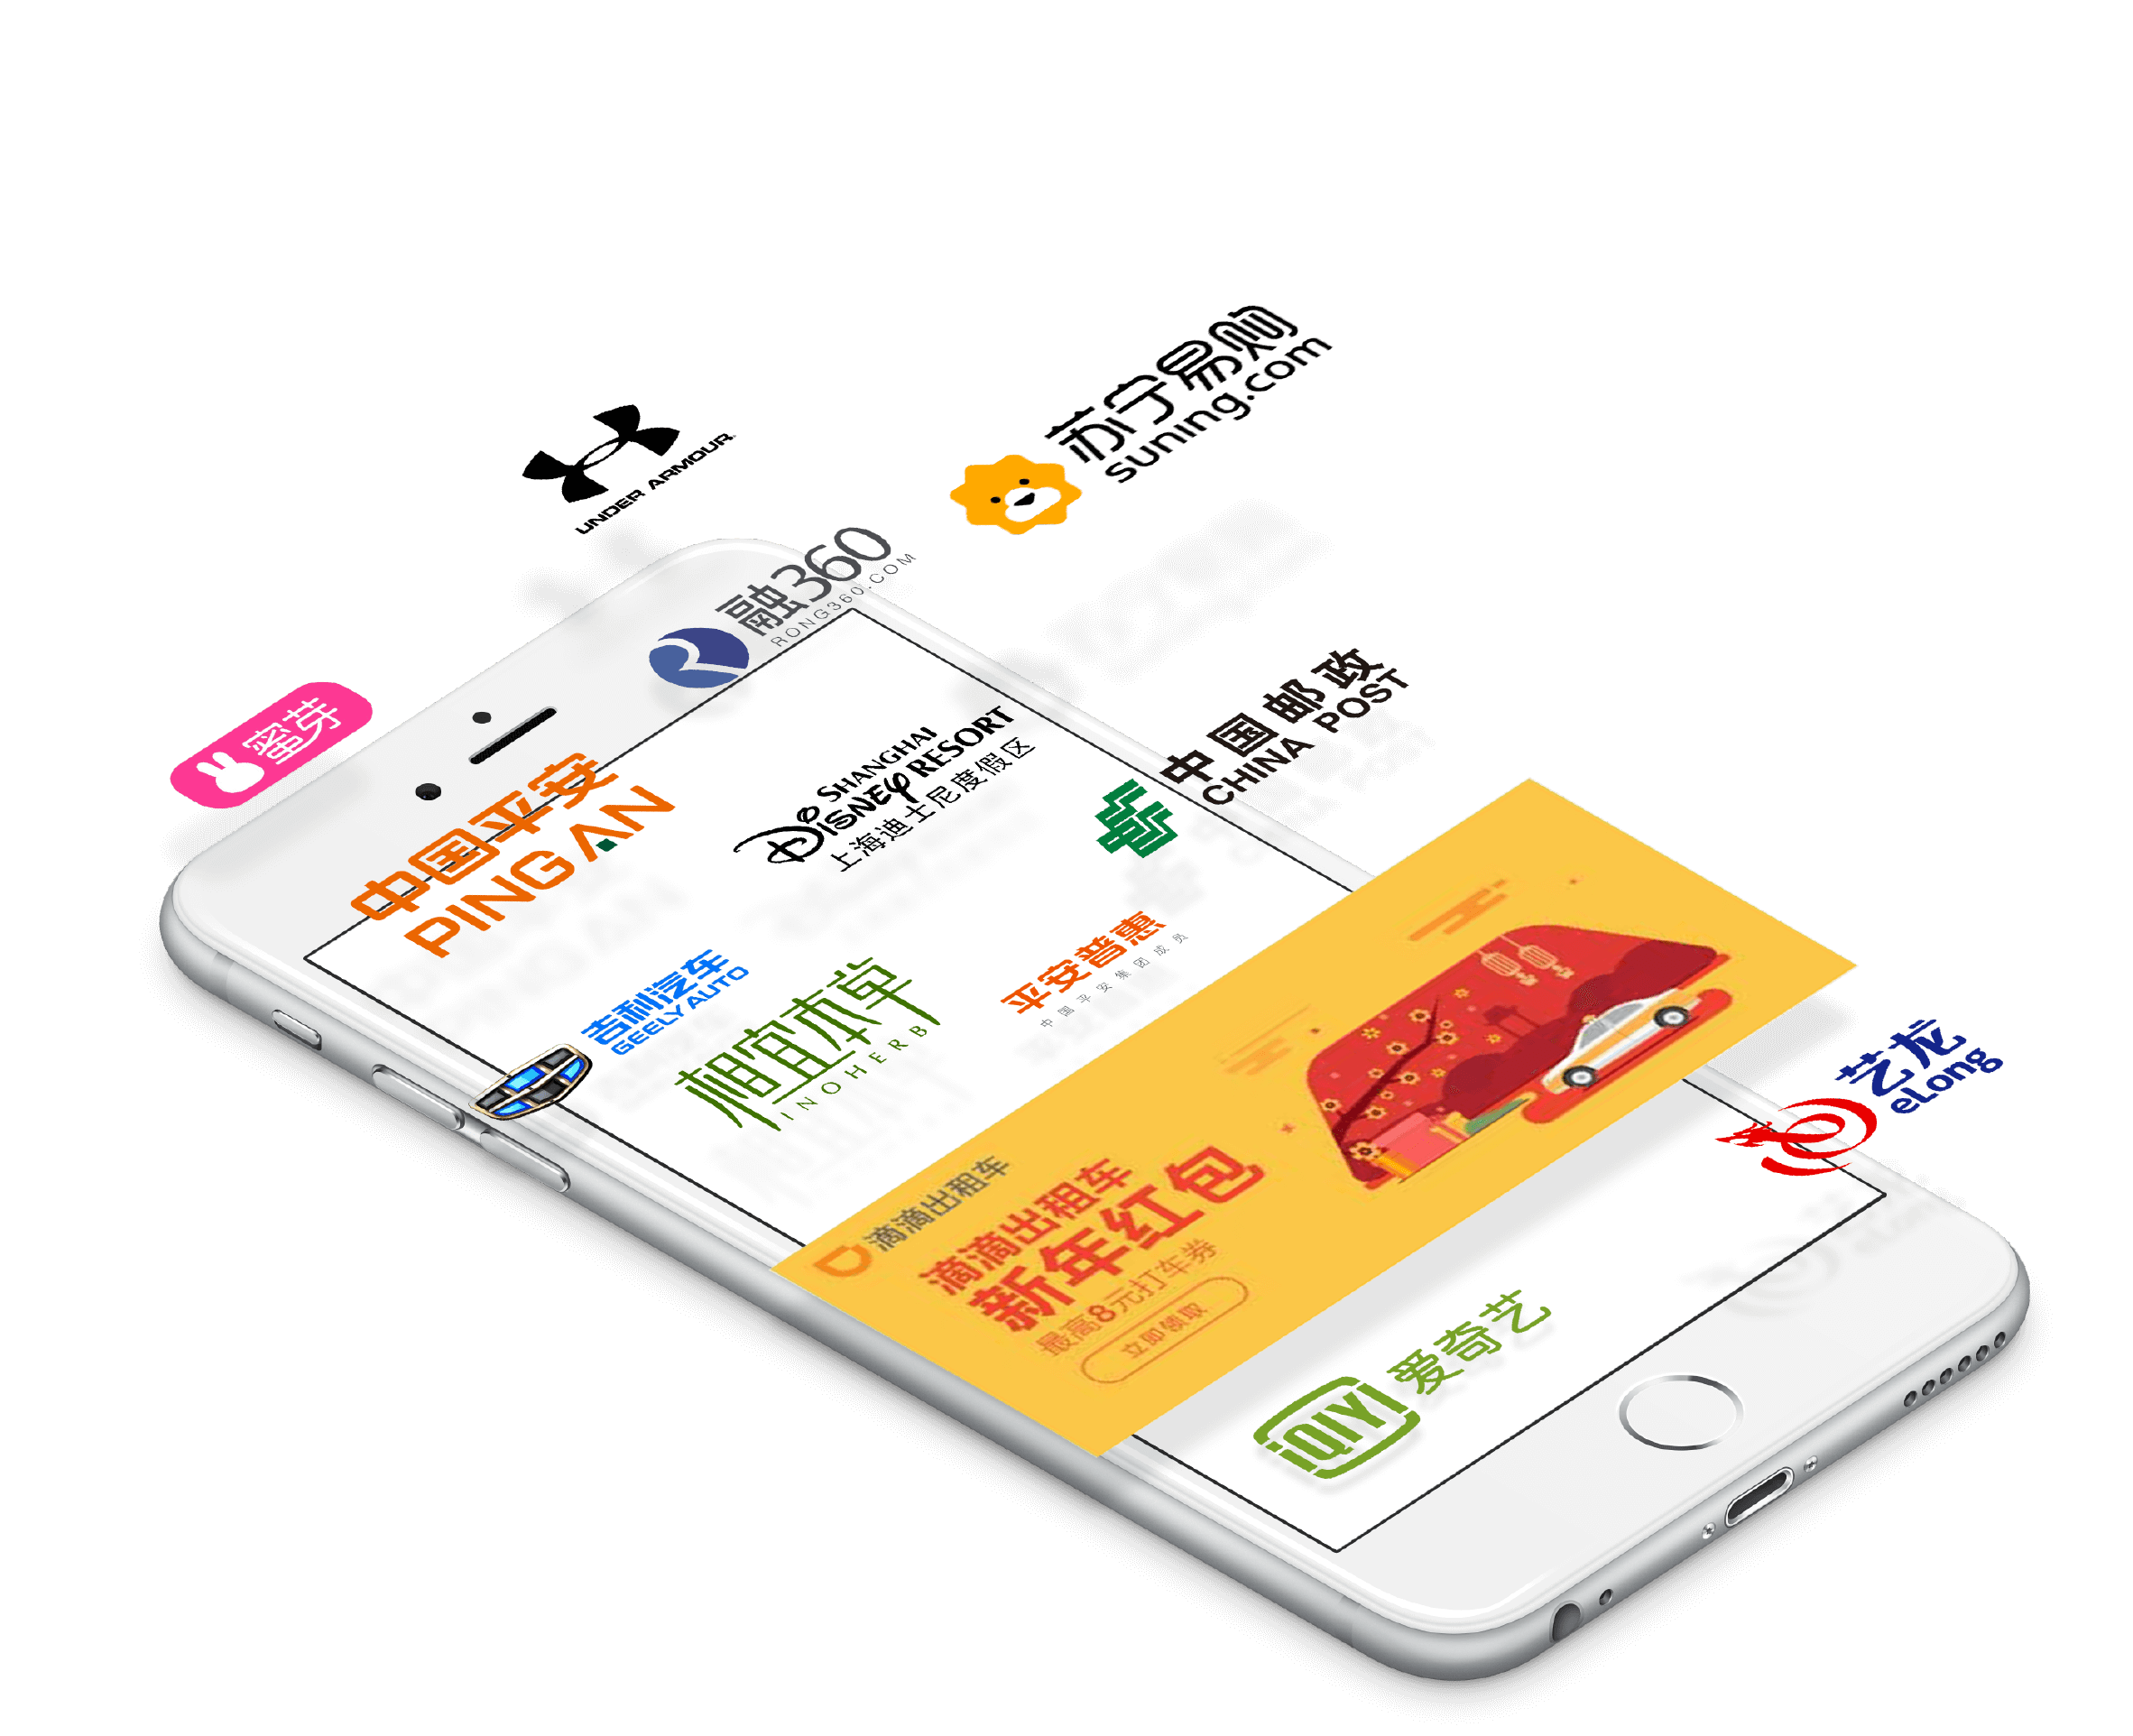 苏宁易购
suning.com
UNDER ARMOUR
融360
RONG360.COM
蜜芽
中国平安
PING AN
SHANGHAI
DISNEY RESORT
上海迪士尼度假区
中国邮政
CHINA POST
吉利汽车
GEELY AUTO
相宜本草
INOHERB
平安普惠
中国平安集团成员
滴滴出租车
滴滴出租车
新年红包
最高8元打车券
立即领取
艺龙
eLong
iQIYI 爱奇艺